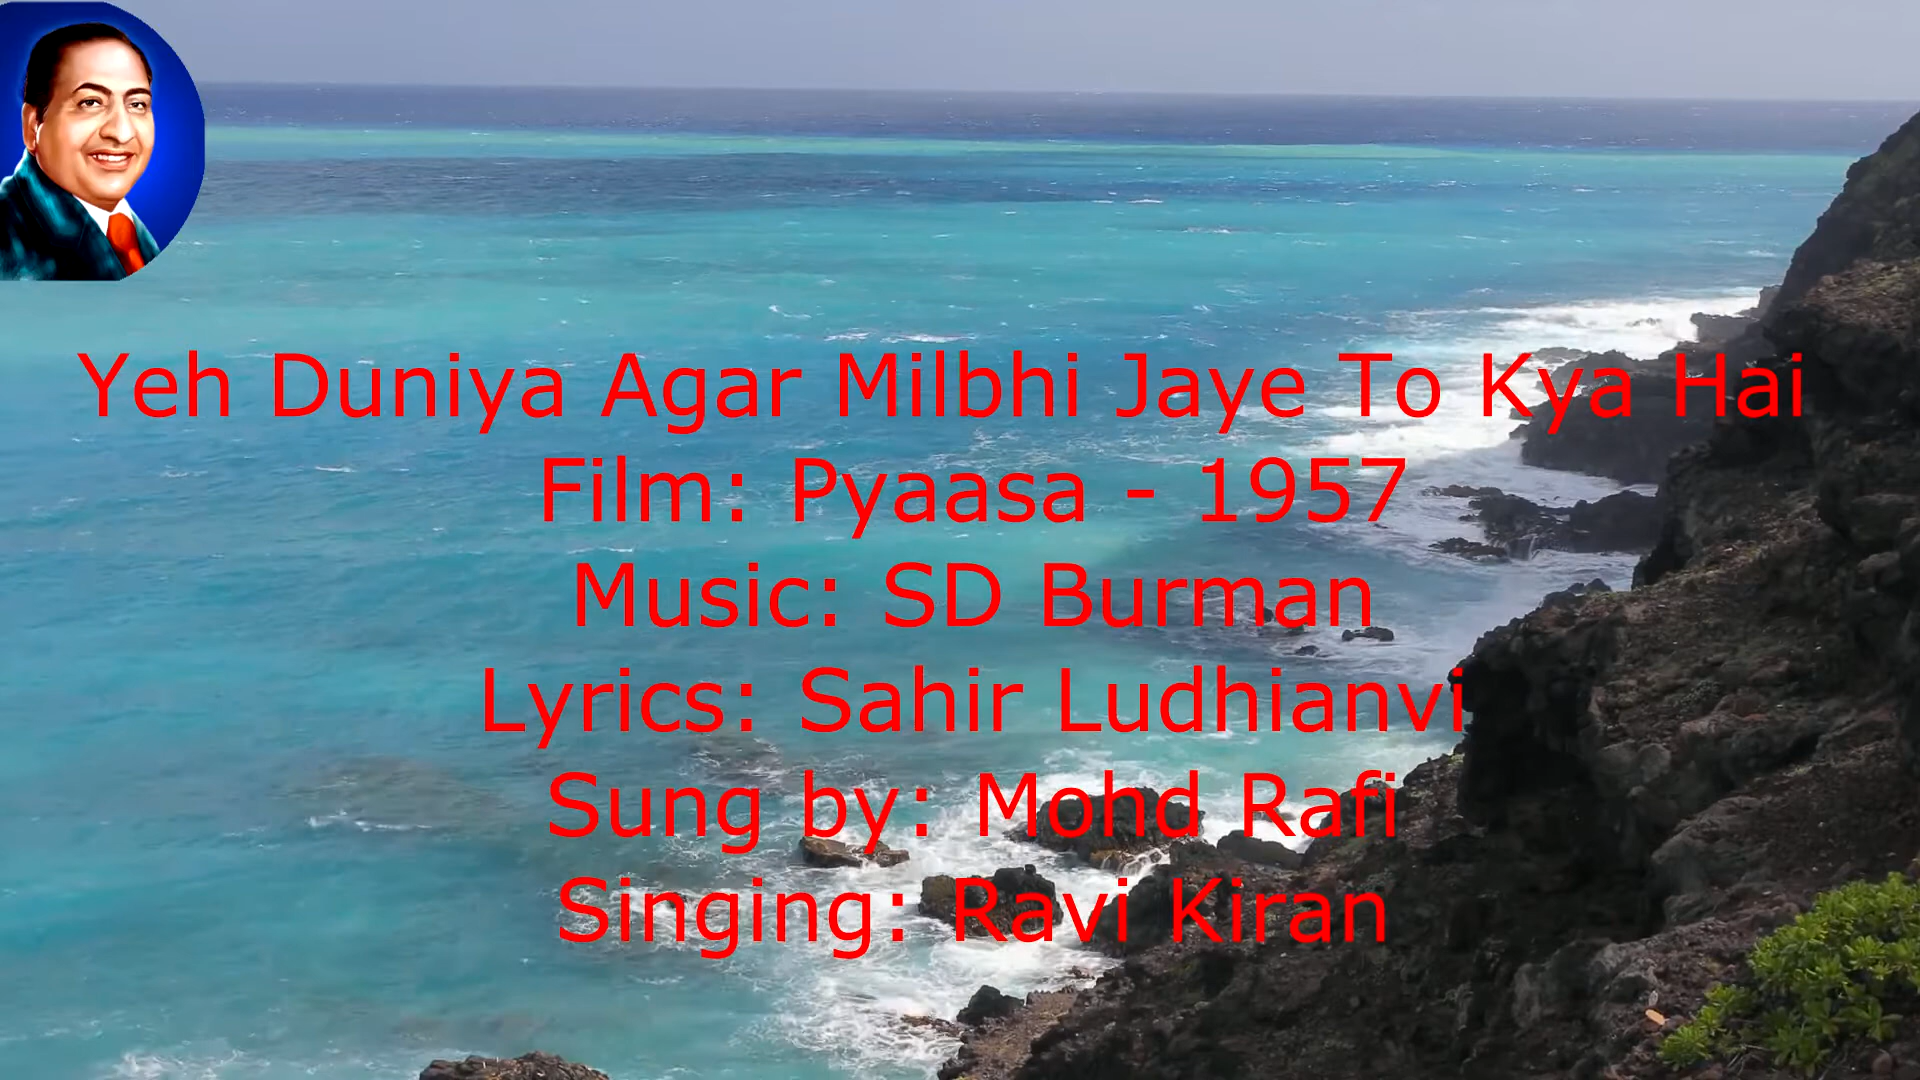 Yeh Duniya Agar Milbhi Jaye To Kya Hai
Film: Pyaasa - 1957
Music: SD Burman
Lyrics: Sahir Ludhianvi
Sung by: Mohd Rafi
Singing: Ravi Kiran